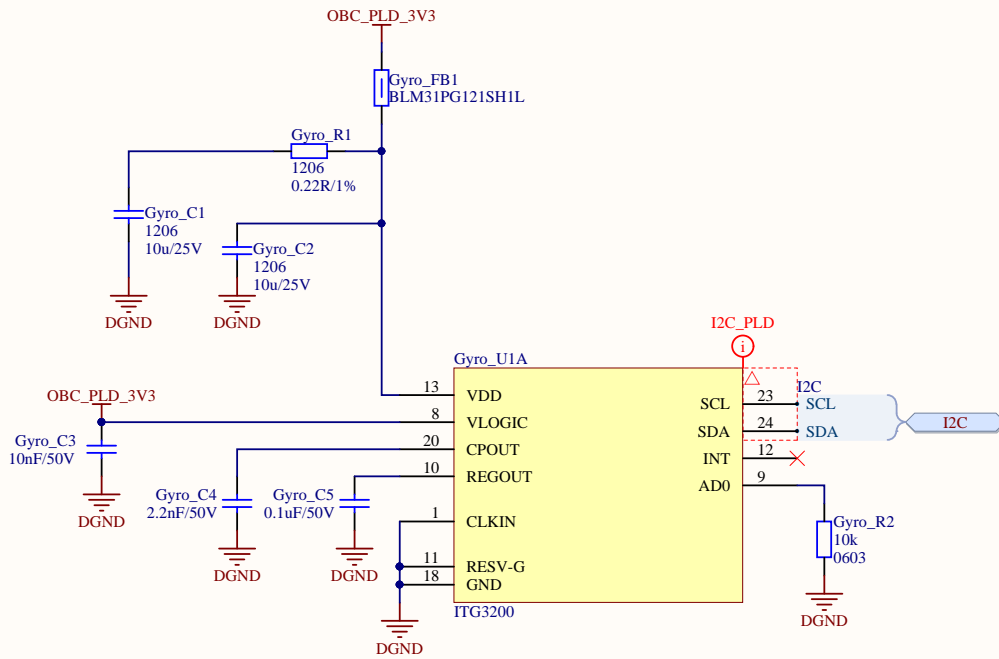 OBC_PLD_3V3
Gyro_FB1
BLM31PG121SH1L
Gyro_R1
1206
0.22R/1%
Gyro_C1
1206
10u/25V
DGND
Gyro_C2
1206
10u/25V
DGND
I2C_PLD
i
Gyro_U1A
OBC_PLD_3V3
Gyro_C3
10nF/50V
DGND
13 VDD
8 VLOGIC
20 CPOUT
10 REGOUT
1 CLKIN
11 RESV-G
18 GND
I2C
SCL 23 SCL
SDA 24 SDA
INT 12
AD0 9
I2C
Gyro_C4
2.2nF/50V
DGND
Gyro_C5
0.1uF/50V
DGND
Gyro_R2
10k
0603
DGND
ITG3200
DGND